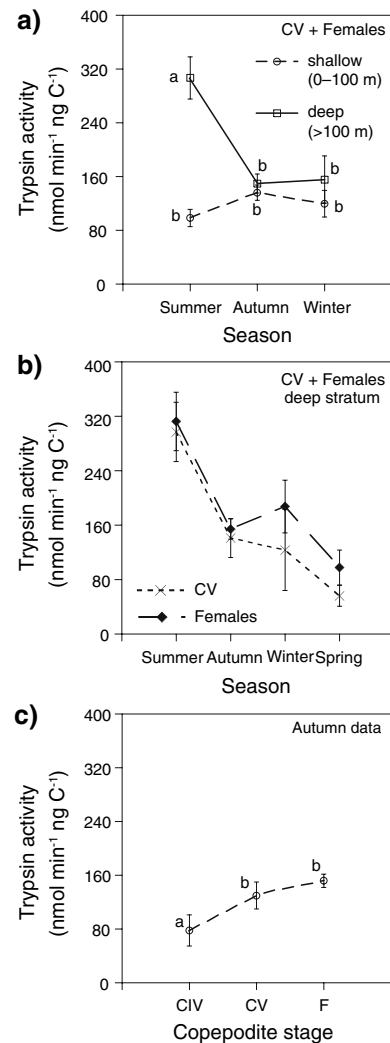 a)
CV + Females
shallow
(0–100 m)
deep
(>100 m)
Trypsin activity
(nmol min⁻¹ ng C⁻¹)
400
320
240
160
80
0
a
b
b
b
b
b
Summer Autumn Winter
Season
b)
CV + Females
deep stratum
Trypsin activity
(nmol min⁻¹ ng C⁻¹)
400
320
240
160
80
0
CV
Females
Summer Autumn Winter Spring
Season
c)
Autumn data
Trypsin activity
(nmol min⁻¹ ng C⁻¹)
400
320
240
160
80
0
a
b
b
CIV CV F
Copepodite stage